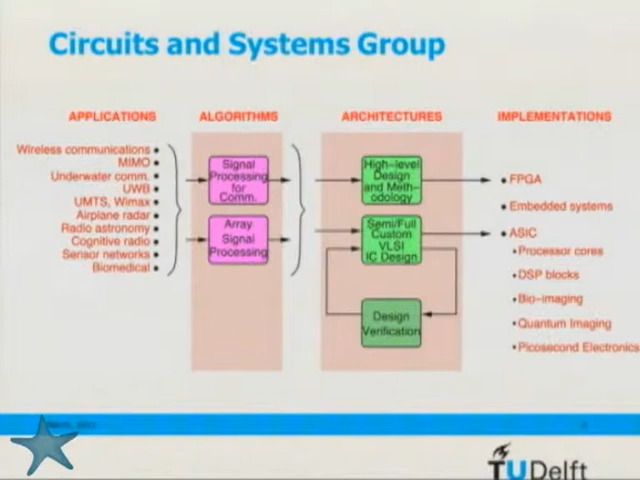 Circuits and Systems Group
APPLICATIONS
ALGORITHMS
ARCHITECTURES
IMPLEMENTATIONS
Wireless communications •
MIMO •
Underwater comm. •
UWB •
UMTS, Wimax •
Airplane radar •
Radio astronomy •
Cognitive radio •
Sensor networks •
Biomedical •
Signal
Processing
for
Comm.
Array
Signal
Processing
High-level
Design
and Meth-
odology
Semi/Full
Custom
VLSI
IC Design
Design
Verification
• FPGA
• Embedded systems
• ASIC
• Processor cores
• DSP blocks
• Bio-imaging
• Quantum Imaging
• Picosecond Electronics
TU Delft